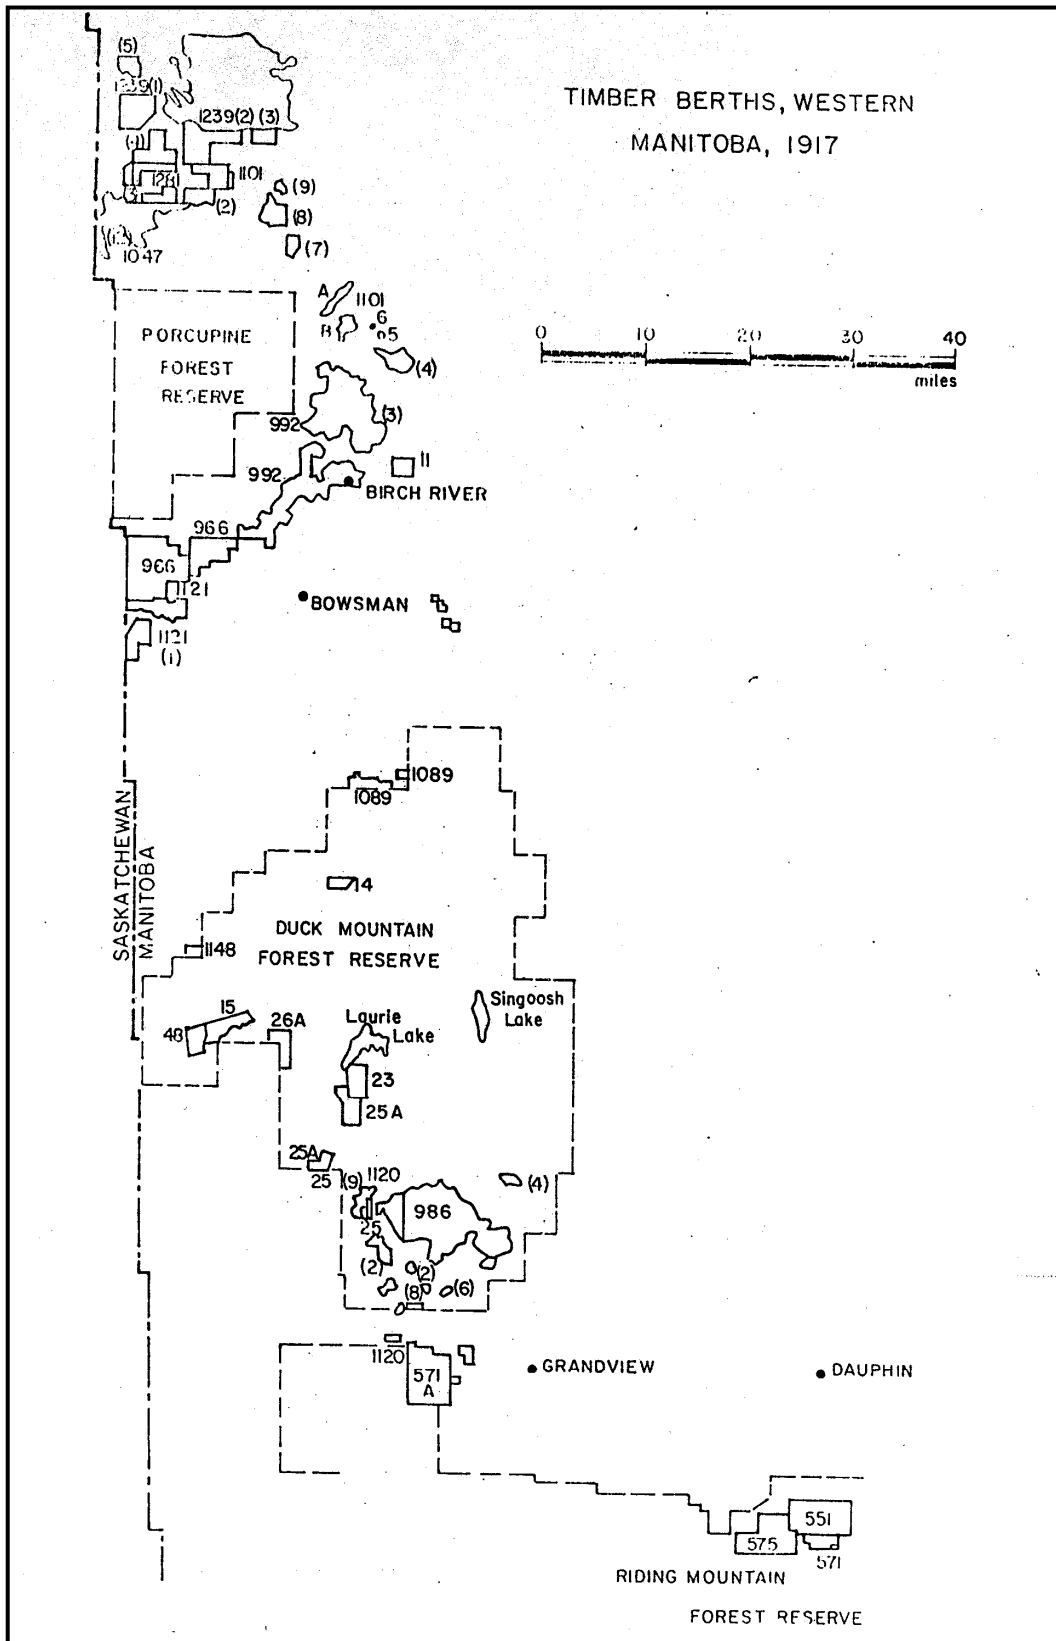 TIMBER BERTHS, WESTERN
MANITOBA, 1917
(5)
1239(1)
1239(2) (3)
1101
(2)
(9)
(8)
(7)
1047
A
1101
B
6
5
(4)
0 10 20 30 40
miles
PORCUPINE
FOREST
RESERVE
992
(3)
992
11
BIRCH RIVER
966
966
1121
BOWSMAN
1121
(1)
1089
1089
SASKATCHEWAN
MANITOBA
14
DUCK MOUNTAIN
FOREST RESERVE
1148
Singoosh
Lake
15
48
26A
Laurie
Lake
23
25A
25A
25
(9)
1120
(4)
986
25
(2)
(2)
(8)
(6)
1120
571
A
GRANDVIEW
DAUPHIN
551
575
571
RIDING MOUNTAIN
FOREST RESERVE